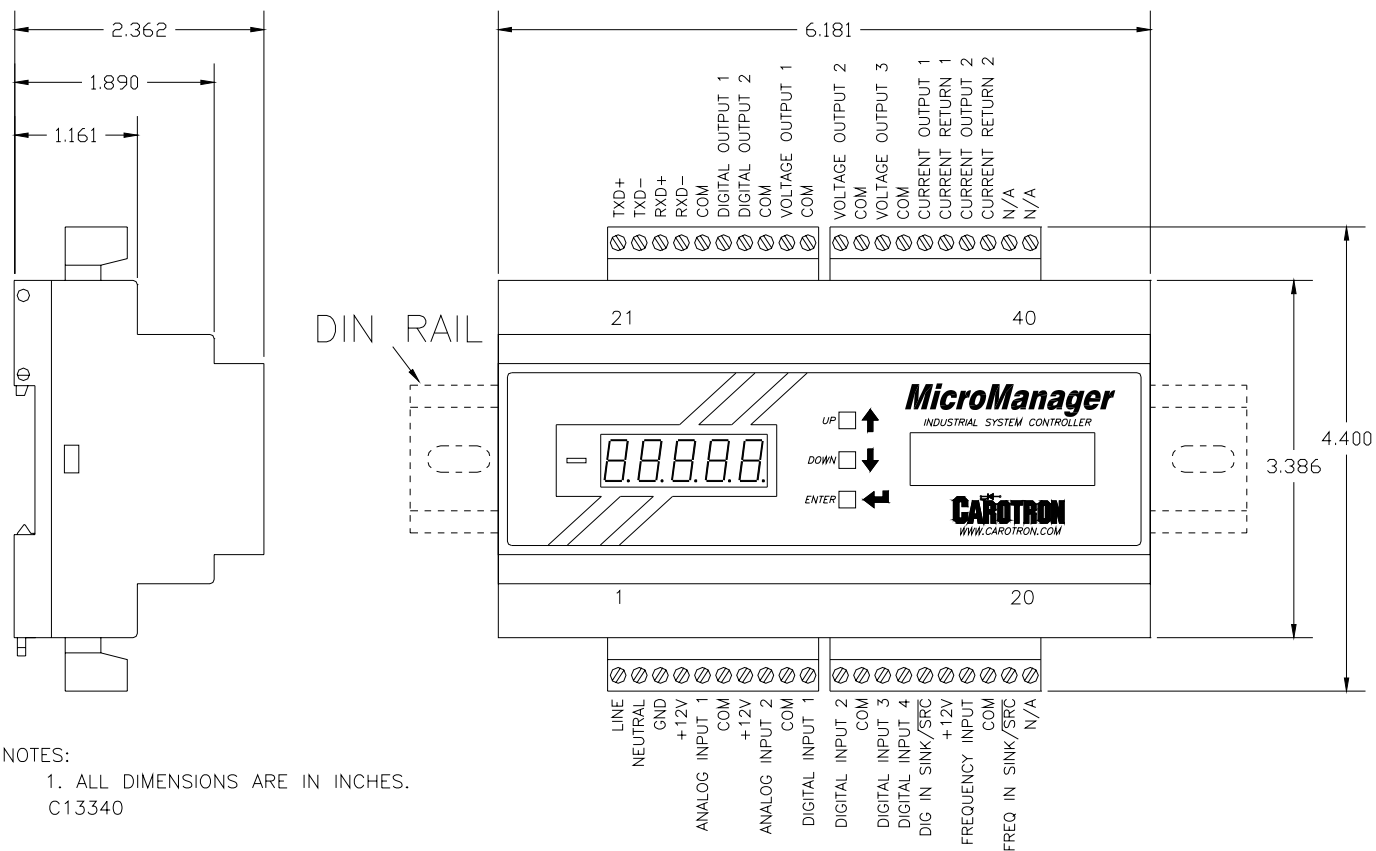 2.362
1.890
1.161
6.181
TXD+
TXD-
RXD+
RXD-
COM
DIGITAL OUTPUT 1
DIGITAL OUTPUT 2
COM
VOLTAGE OUTPUT 1
COM
VOLTAGE OUTPUT 2
COM
VOLTAGE OUTPUT 3
COM
CURRENT OUTPUT 1
CURRENT RETURN 1
CURRENT OUTPUT 2
CURRENT RETURN 2
N/A
N/A
21
40
DIN RAIL
MicroManager
INDUSTRIAL SYSTEM CONTROLLER
UP
DOWN
ENTER
- 8.8.8.8.8.
CAROTRON
WWW.CAROTRON.COM
4.400
3.386
1
20
LINE
NEUTRAL
GND
+12V
ANALOG INPUT 1
COM
+12V
ANALOG INPUT 2
COM
DIGITAL INPUT 1
DIGITAL INPUT 2
COM
DIGITAL INPUT 3
DIGITAL INPUT 4
DIG IN SINK/SRC
+12V
FREQUENCY INPUT
COM
FREQ IN SINK/SRC
N/A
NOTES:
1. ALL DIMENSIONS ARE IN INCHES.
C13340